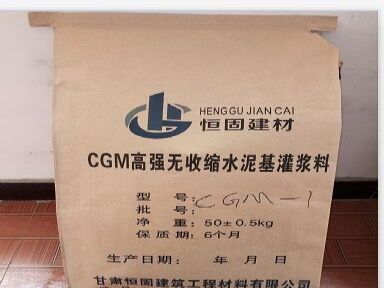 HENGGU JIAN CAI
恒固建材
CGM高强无收缩水泥基灌浆料
型 号: CGM-1
批 号:
净 重: 50±0.5kg
保 质 期: 6个月
生产日期: 年 月 日
甘肃恒固建筑工程材料有限公司